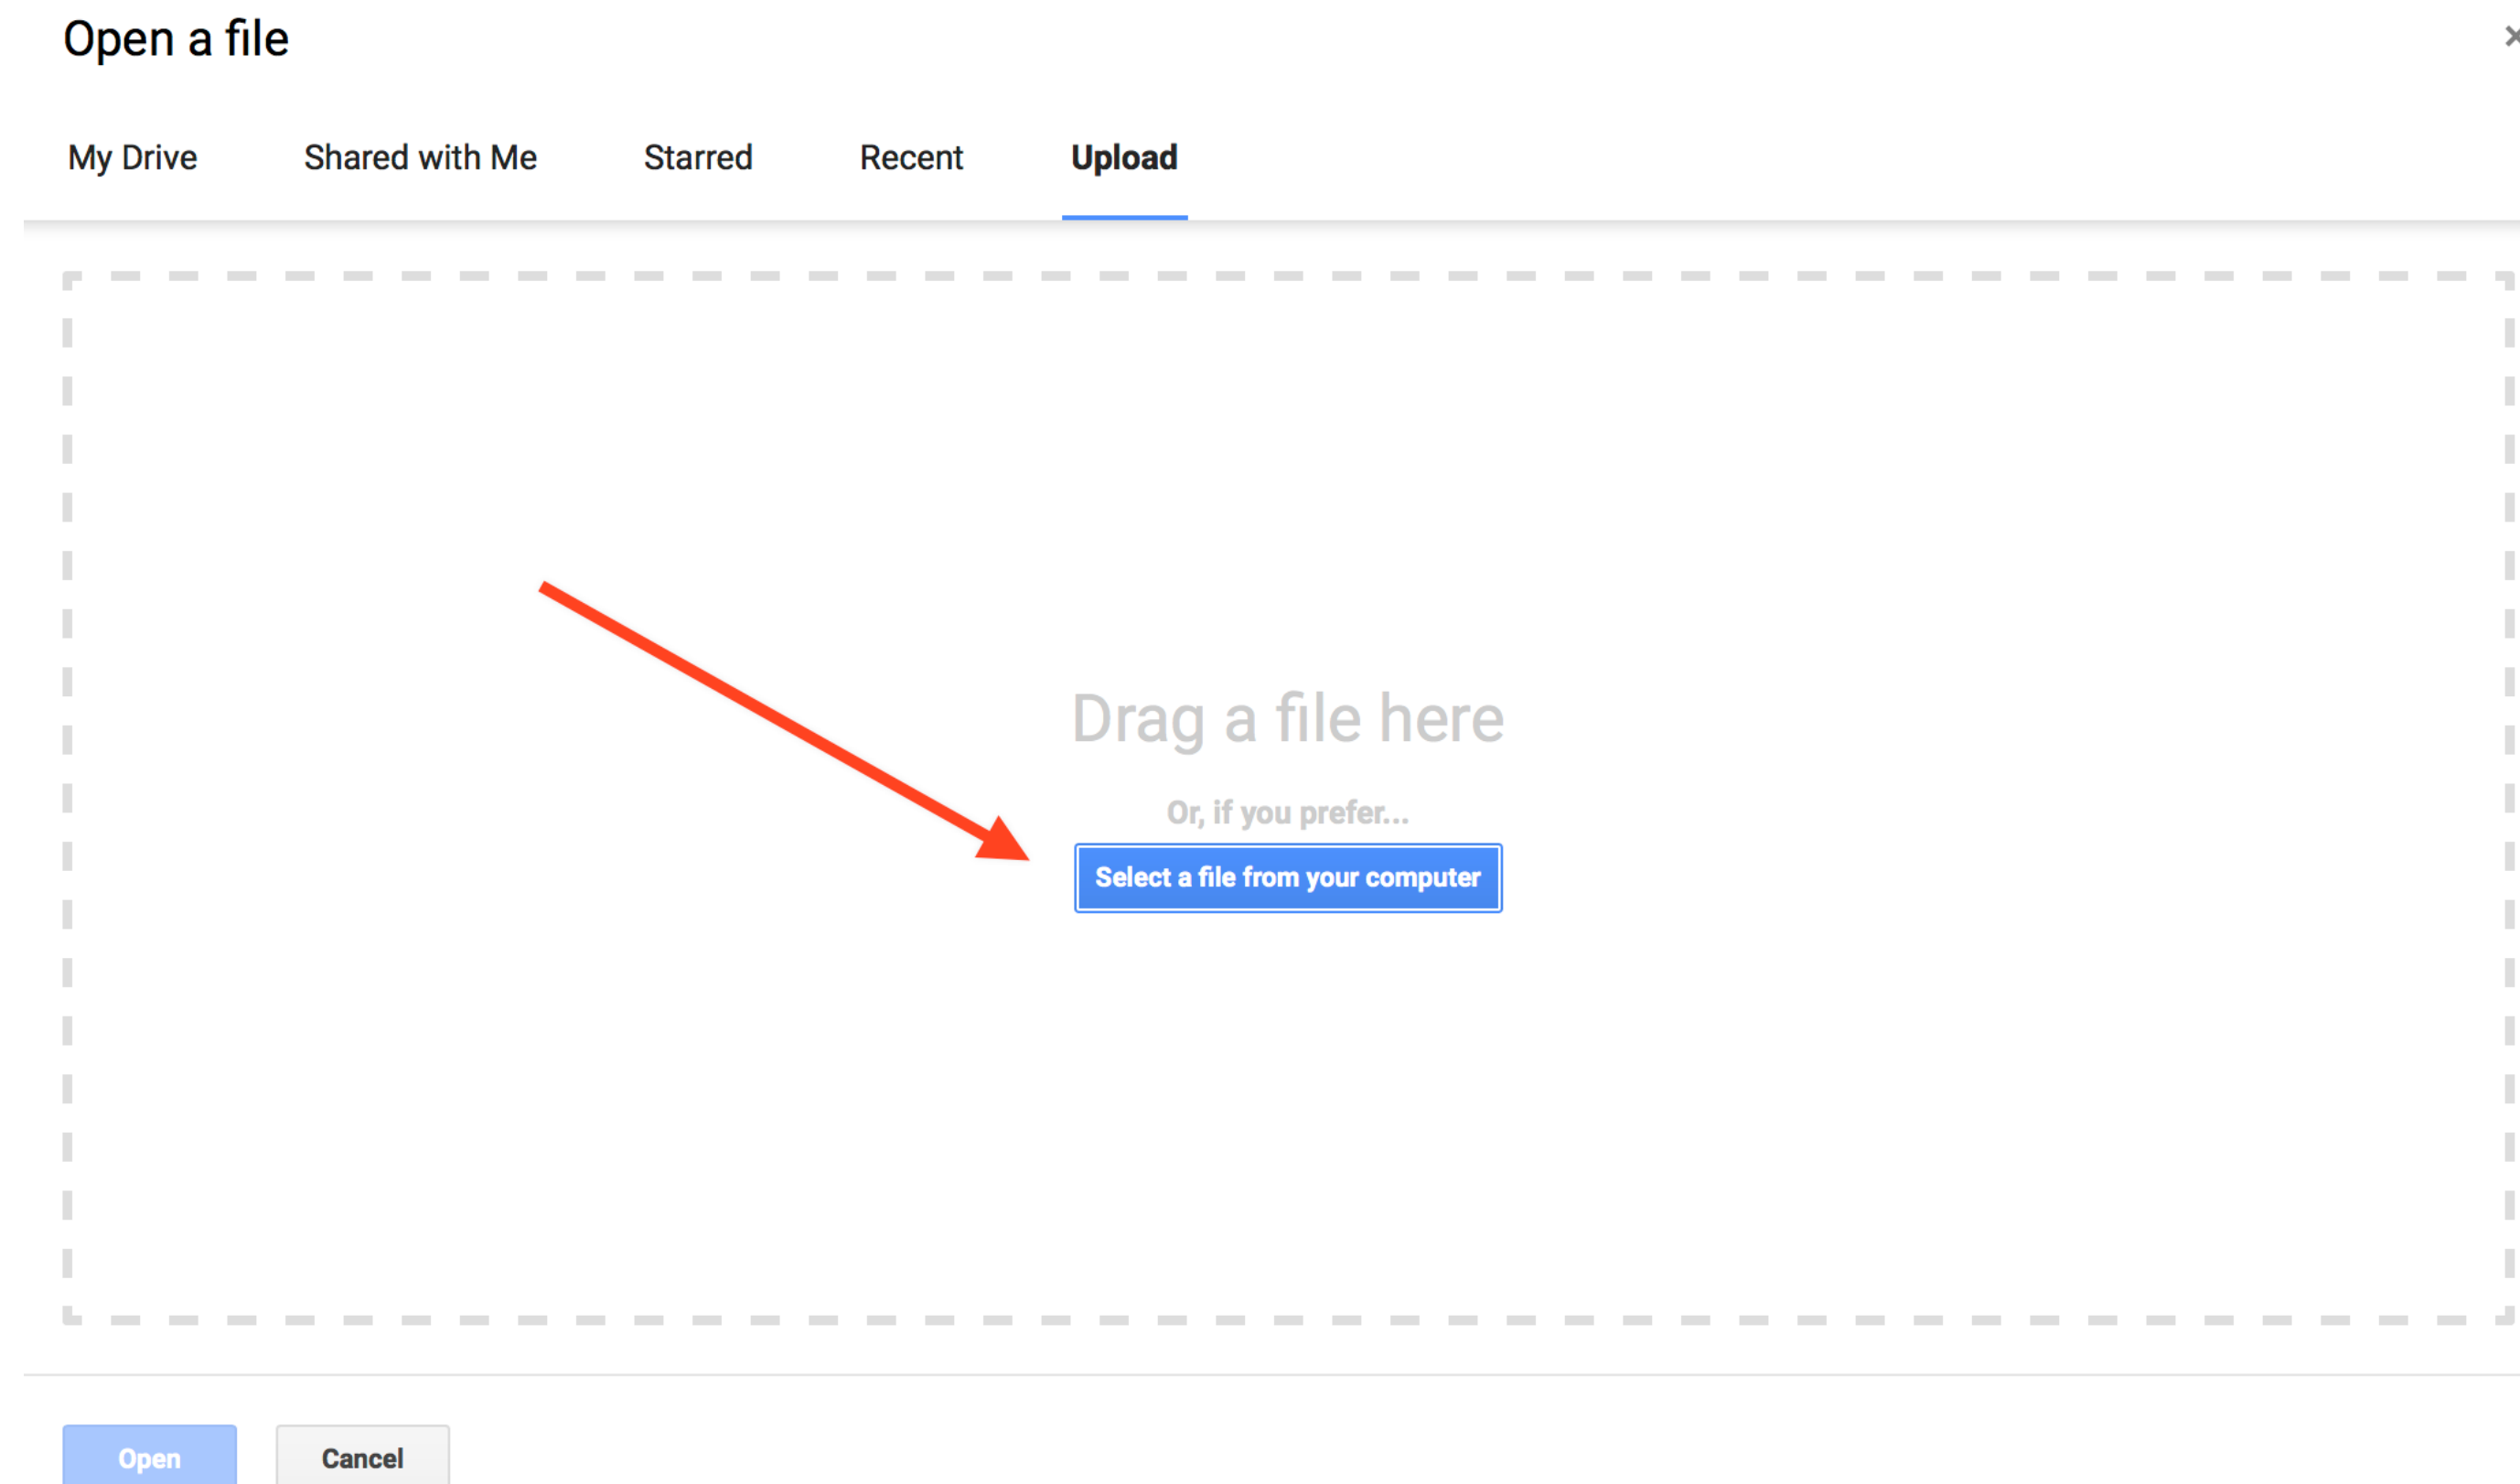 Open a file
My Drive Shared with Me Starred Recent Upload
Drag a file here
Or, if you prefer...
Select a file from your computer
Open Cancel